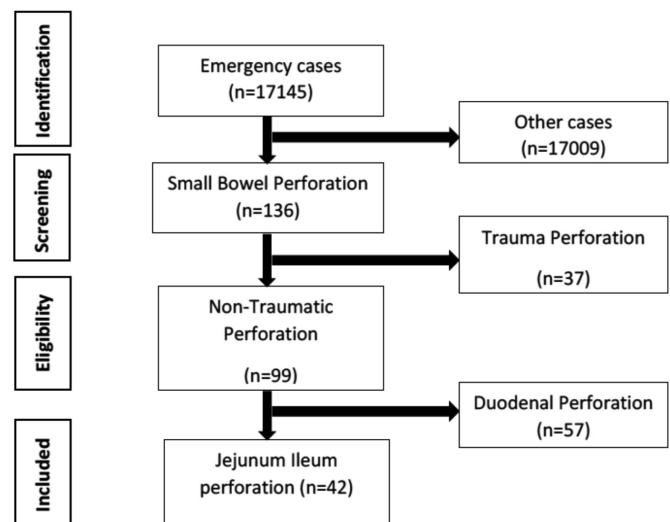 Identification
Emergency cases
(n=17145)
Other cases
(n=17009)
Screening
Small Bowel Perforation
(n=136)
Trauma Perforation
(n=37)
Eligibility
Non-Traumatic
Perforation
(n=99)
Duodenal Perforation
(n=57)
Included
Jejunum Ileum
perforation (n=42)